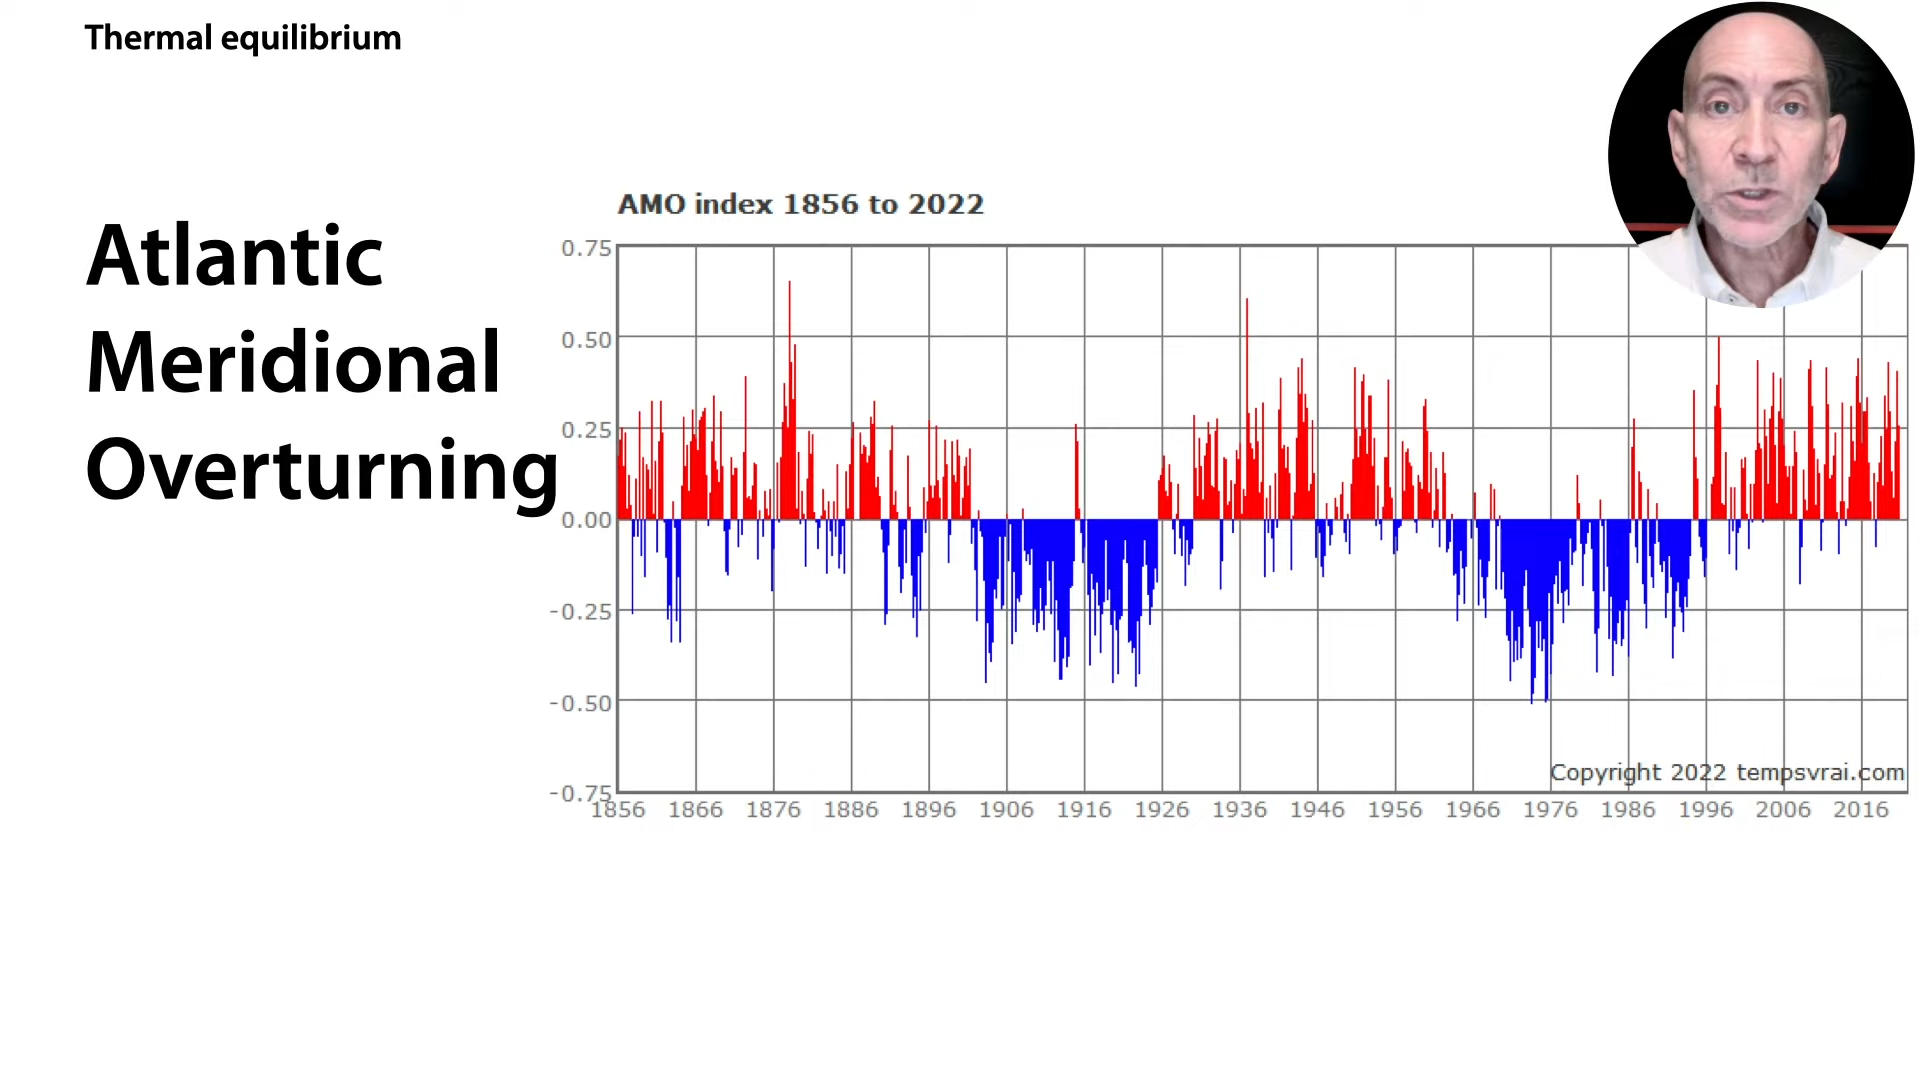 Thermal equilibrium
Atlantic
Meridional
Overturning
AMO index 1856 to 2022
0.75
0.50
0.25
0.00
-0.25
-0.50
-0.75
Copyright 2022 tempsvrai.com
1856 1866 1876 1886 1896 1906 1916 1926 1936 1946 1956 1966 1976 1986 1996 2006 2016